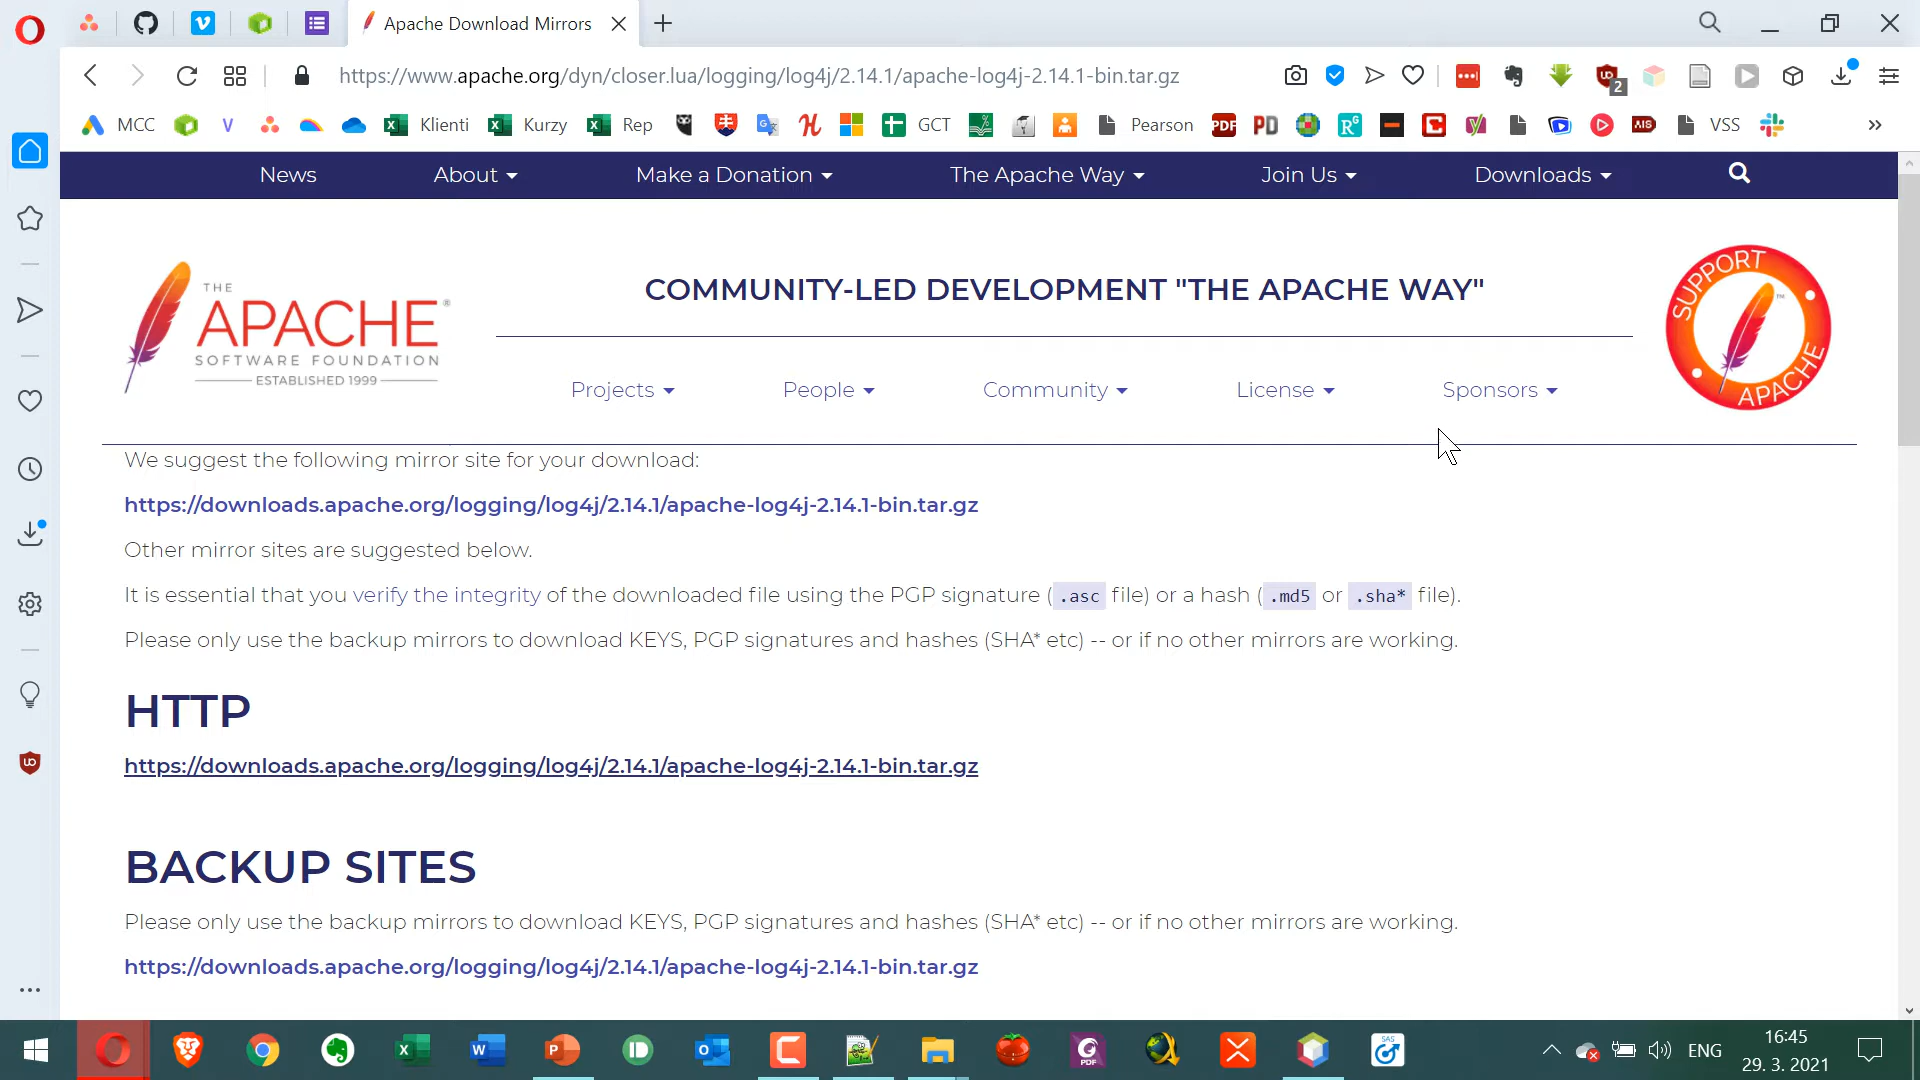 Apache Download Mirrors
https://www.apache.org/dyn/closer.lua/logging/log4j/2.14.1/apache-log4j-2.14.1-bin.tar.gz
2
MCC Klienti Kurzy Rep GCT Pearson PDF PD AIS VSS
News About Make a Donation The Apache Way Join Us Downloads
THE
APACHE®
SOFTWARE FOUNDATION
ESTABLISHED 1999
COMMUNITY-LED DEVELOPMENT "THE APACHE WAY"
SUPPORT
APACHE
Projects People Community License Sponsors
We suggest the following mirror site for your download:
https://downloads.apache.org/logging/log4j/2.14.1/apache-log4j-2.14.1-bin.tar.gz
Other mirror sites are suggested below.
It is essential that you verify the integrity of the downloaded file using the PGP signature (.asc file) or a hash (.md5 or .sha* file).
Please only use the backup mirrors to download KEYS, PGP signatures and hashes (SHA* etc) -- or if no other mirrors are working.
HTTP
https://downloads.apache.org/logging/log4j/2.14.1/apache-log4j-2.14.1-bin.tar.gz
BACKUP SITES
Please only use the backup mirrors to download KEYS, PGP signatures and hashes (SHA* etc) -- or if no other mirrors are working.
https://downloads.apache.org/logging/log4j/2.14.1/apache-log4j-2.14.1-bin.tar.gz
ENG
16:45
29. 3. 2021